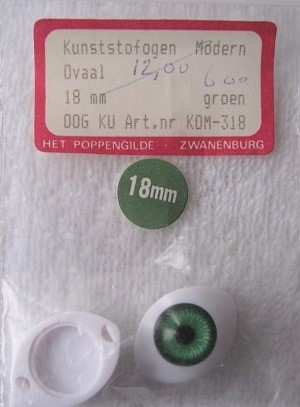 Kunststofogen Modern
Ovaal 12,00 6 00
18 mm groen
OOG KU Art.nr KOM-318
HET POPPENGILDE · ZWANENBURG
18mm